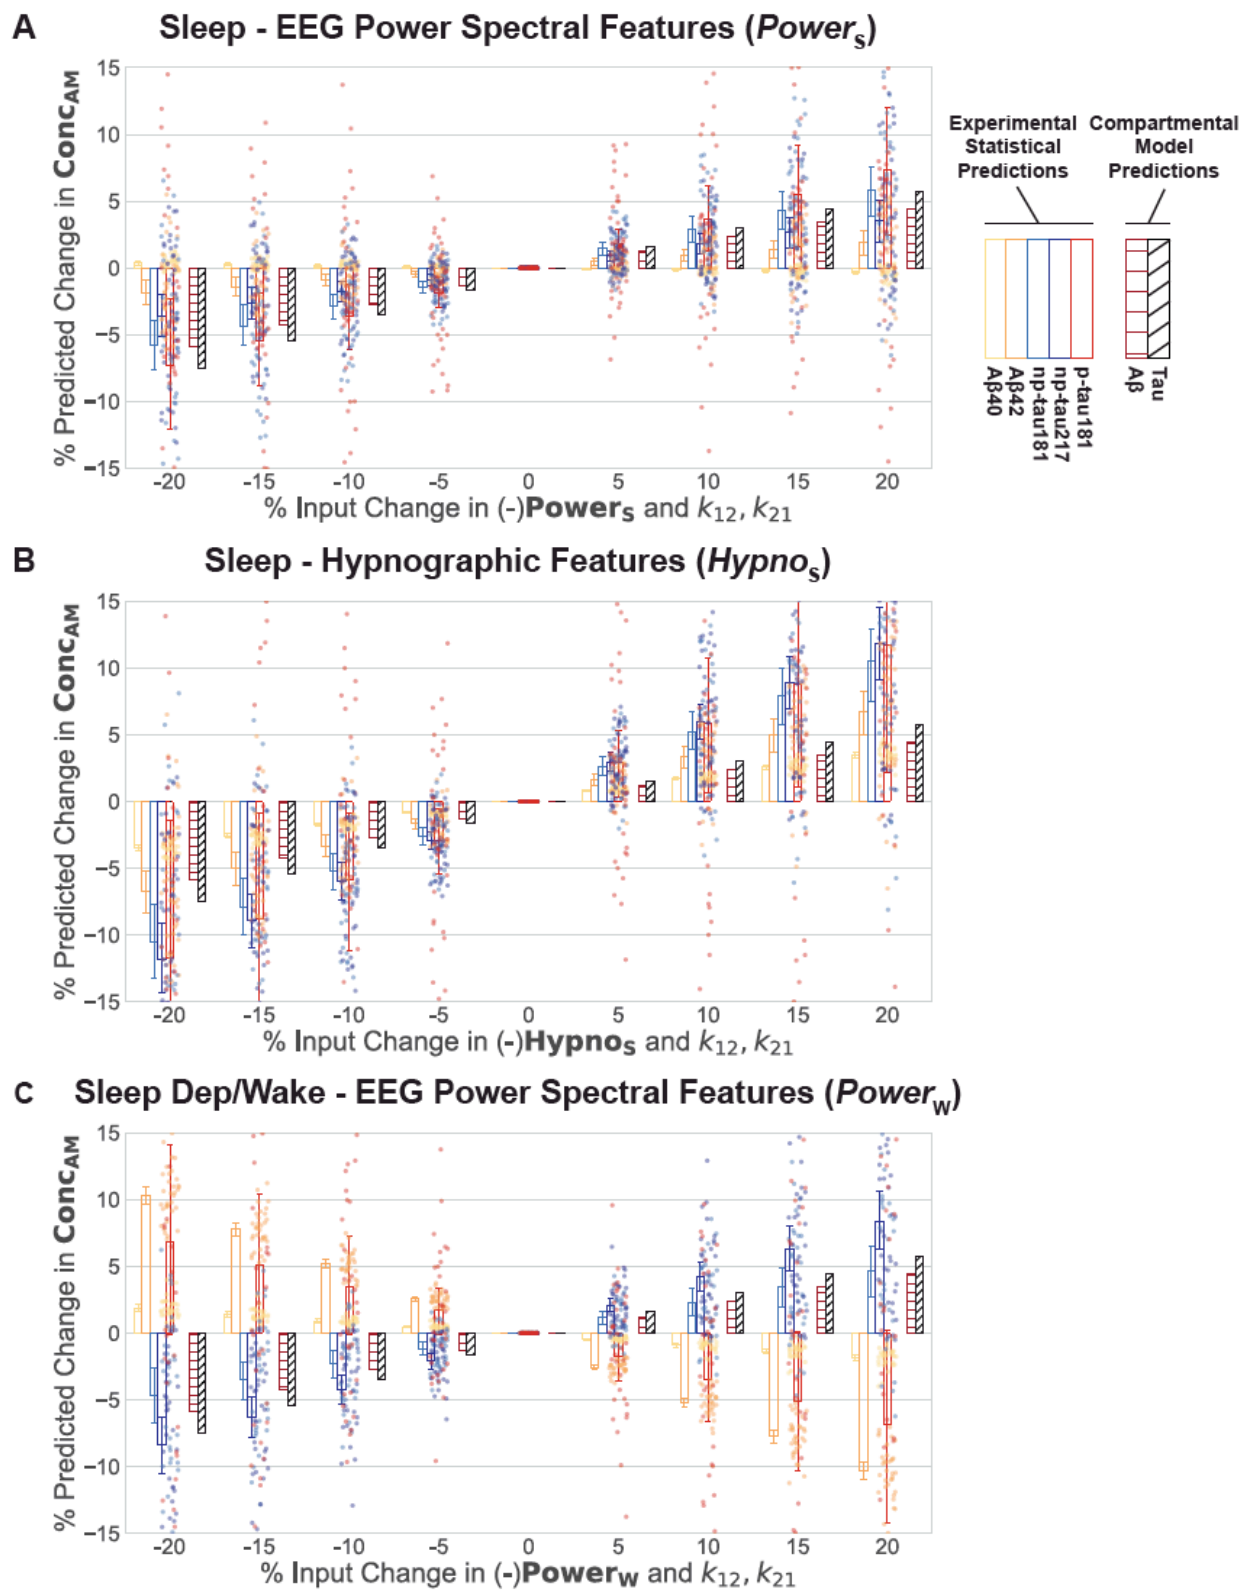 A
Sleep - EEG Power Spectral Features (Powers)
% Predicted Change in ConcAM
15
10
5
0
−5
−10
−15
-20 -15 -10 -5 0 5 10 15 20
% Input Change in (-)Powers and k12, k21
Experimental Statistical Predictions
Compartmental Model Predictions
Aβ40
Aβ42
np-tau181
np-tau217
p-tau181
Aβ
Tau
B
Sleep - Hypnographic Features (Hypnos)
% Predicted Change in ConcAM
15
10
5
0
−5
−10
−15
-20 -15 -10 -5 0 5 10 15 20
% Input Change in (-)Hypnos and k12, k21
C
Sleep Dep/Wake - EEG Power Spectral Features (Powerw)
% Predicted Change in ConcAM
15
10
5
0
−5
−10
−15
-20 -15 -10 -5 0 5 10 15 20
% Input Change in (-)Powerw and k12, k21